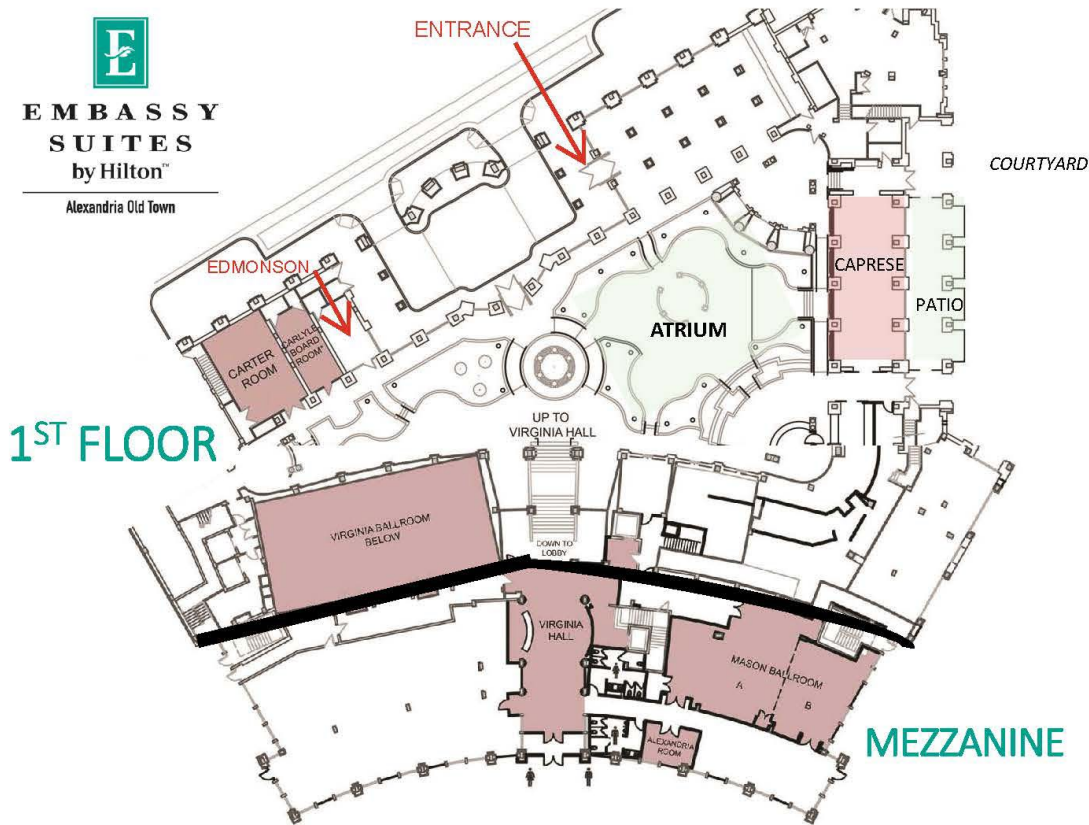 E
EMBASSY
SUITES
by Hilton™
Alexandria Old Town
ENTRANCE
COURTYARD
EDMONSON
CAPRESE
PATIO
ATRIUM
CARTER
ROOM
CARLYLE
BOARD
ROOM"
1ST FLOOR
UP TO
VIRGINIA HALL
VIRGINIA BALLROOM
BELOW
DOWN TO
LOBBY
VIRGINIA
HALL
MASON BALLROOM
A
B
ALEXANDRIA
ROOM
MEZZANINE